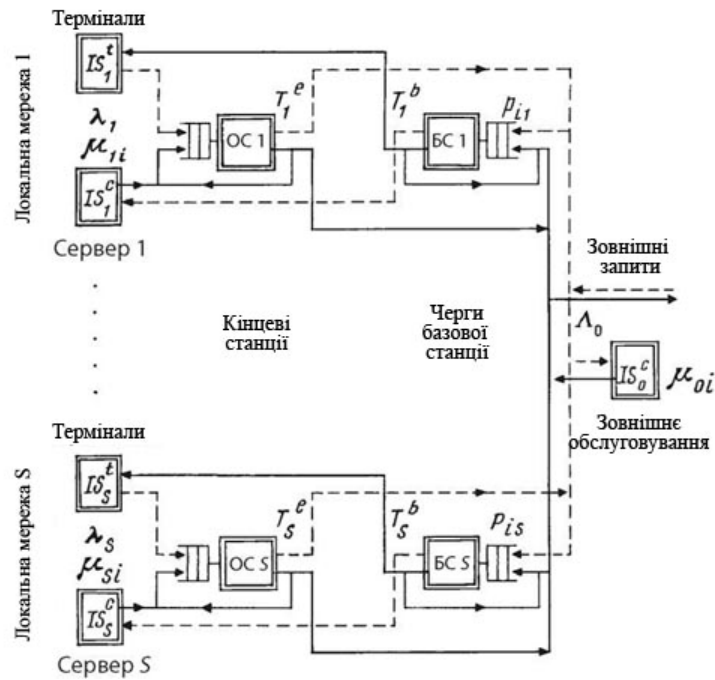 Локальна мережа 1
Термінали
IS₁ᵗ
λ₁
μ₁ᵢ
IS₁ᶜ
Сервер 1
ОС 1
T₁ᵉ
T₁ᵇ
БС 1
pᵢ₁
Зовнішні
запити
Кінцеві
станції
Черги
базової
станції
Λ₀
IS₀ᶜ
μ₀ᵢ
Зовнішнє
обслуговування
Локальна мережа S
Термінали
ISₛᵗ
λₛ
μₛᵢ
ISₛᶜ
Сервер S
ОС S
Tₛᵉ
Tₛᵇ
БС S
pᵢₛ